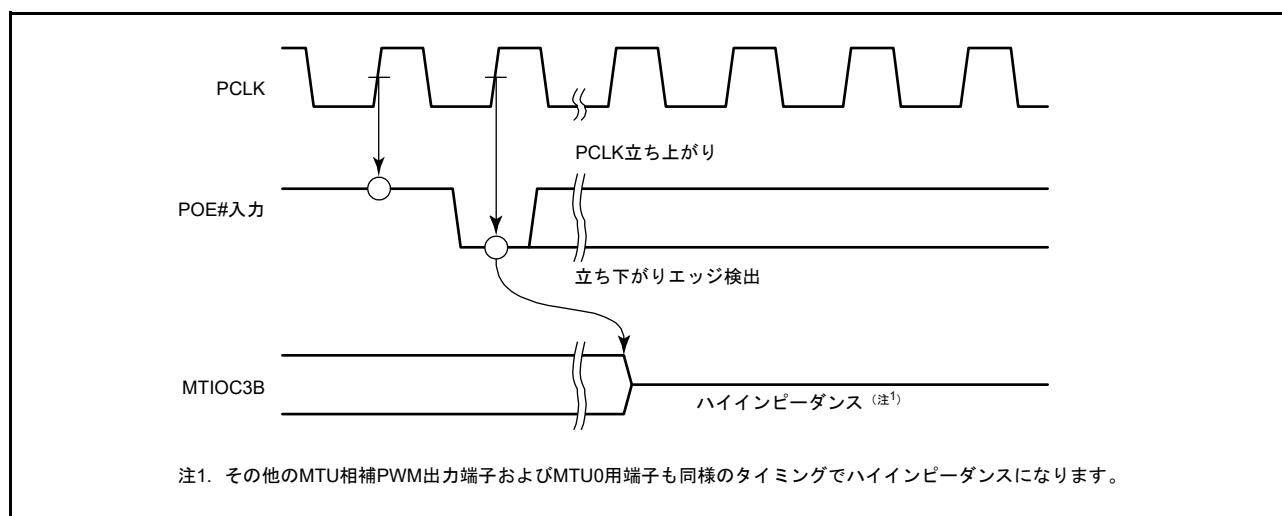 PCLK
PCLK立ち上がり
POE#入力
立ち下がりエッジ検出
MTIOC3B
ハイインピーダンス（注1）
注1. その他のMTU相補PWM出力端子およびMTU0用端子も同様のタイミングでハイインピーダンスになります。